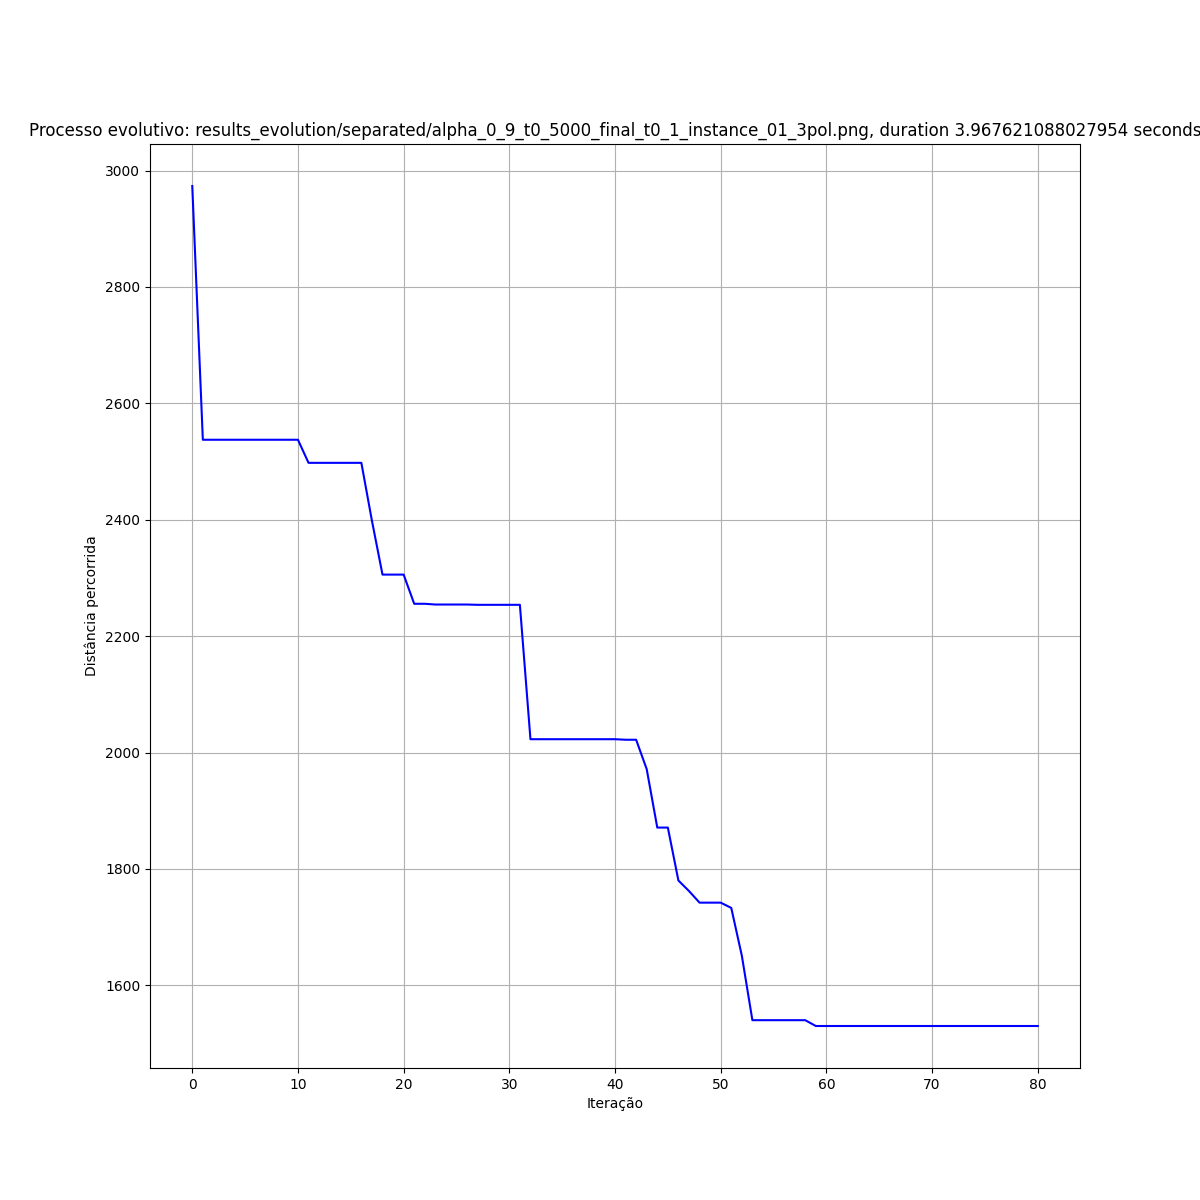 Processo evolutivo: results_evolution/separated/alpha_0_9_t0_5000_final_t0_1_instance_01_3pol.png, duration 3.967621088027954 seconds
3000
2800
2600
2400
2200
2000
1800
1600
Distância percorrida
0 10 20 30 40 50 60 70 80
Iteração